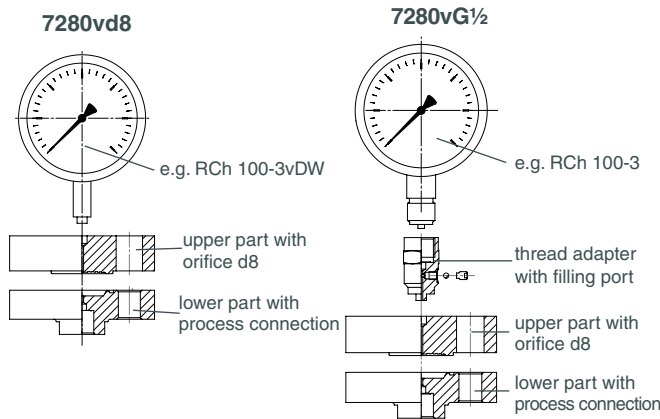 7280vd8
e.g. RCh 100-3vDW
upper part with
orifice d8
lower part with
process connection
7280vG½
e.g. RCh 100-3
thread adapter
with filling port
upper part with
orifice d8
lower part with
process connection